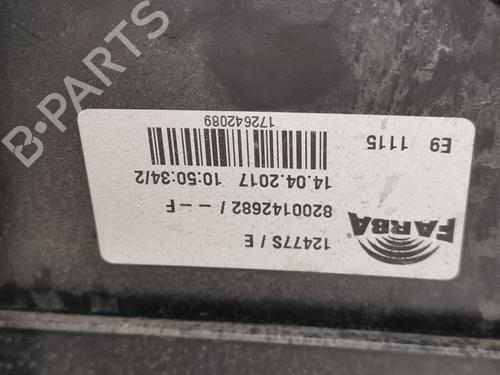 FARBA®
12477S / E
8200142682 / -- F
14.04.2017 10:50:34/2
172642089
E9 1115
B-PARTS